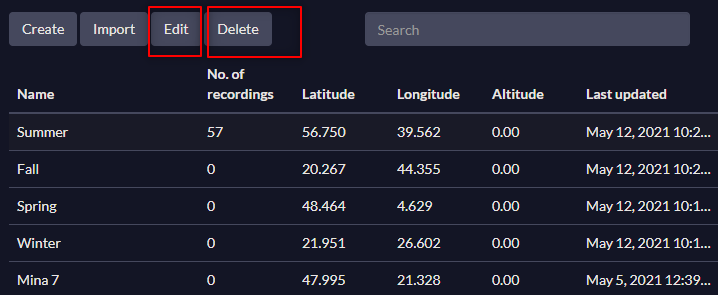 Create Import Edit Delete Search
Name No. of recordings Latitude Longitude Altitude Last updated
Summer 57 56.750 39.562 0.00 May 12, 2021 10:2...
Fall 0 20.267 44.355 0.00 May 12, 2021 10:2...
Spring 0 48.464 4.629 0.00 May 12, 2021 10:1...
Winter 0 21.951 26.602 0.00 May 12, 2021 10:1...
Mina 7 0 47.995 21.328 0.00 May 5, 2021 12:39...